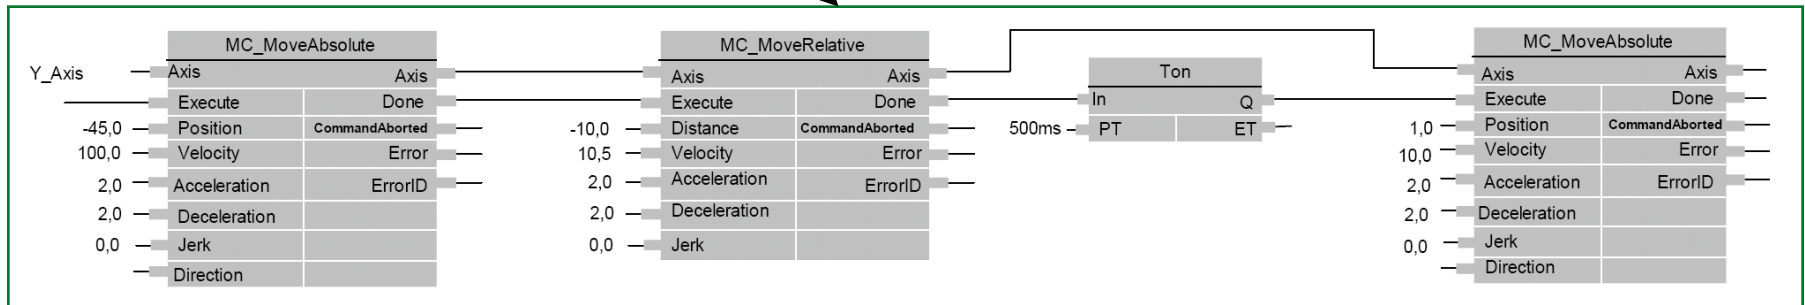 MC_MoveAbsolute
Y_Axis Axis Axis
Execute Done
-45,0 Position CommandAborted
100,0 Velocity Error
2,0 Acceleration ErrorID
2,0 Deceleration
0,0 Jerk
Direction
MC_MoveRelative
Axis Axis
Execute Done
-10,0 Distance CommandAborted
10,5 Velocity Error
2,0 Acceleration ErrorID
2,0 Deceleration
0,0 Jerk
Ton
In Q
500ms PT ET
MC_MoveAbsolute
Axis Axis
Execute Done
1,0 Position CommandAborted
10,0 Velocity Error
2,0 Acceleration ErrorID
2,0 Deceleration
0,0 Jerk
Direction